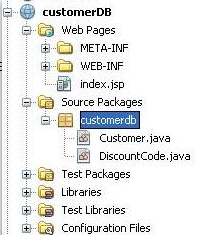 customerDB
Web Pages
META-INF
WEB-INF
index.jsp
Source Packages
customerdb
Customer.java
DiscountCode.java
Test Packages
Libraries
Test Libraries
Configuration Files